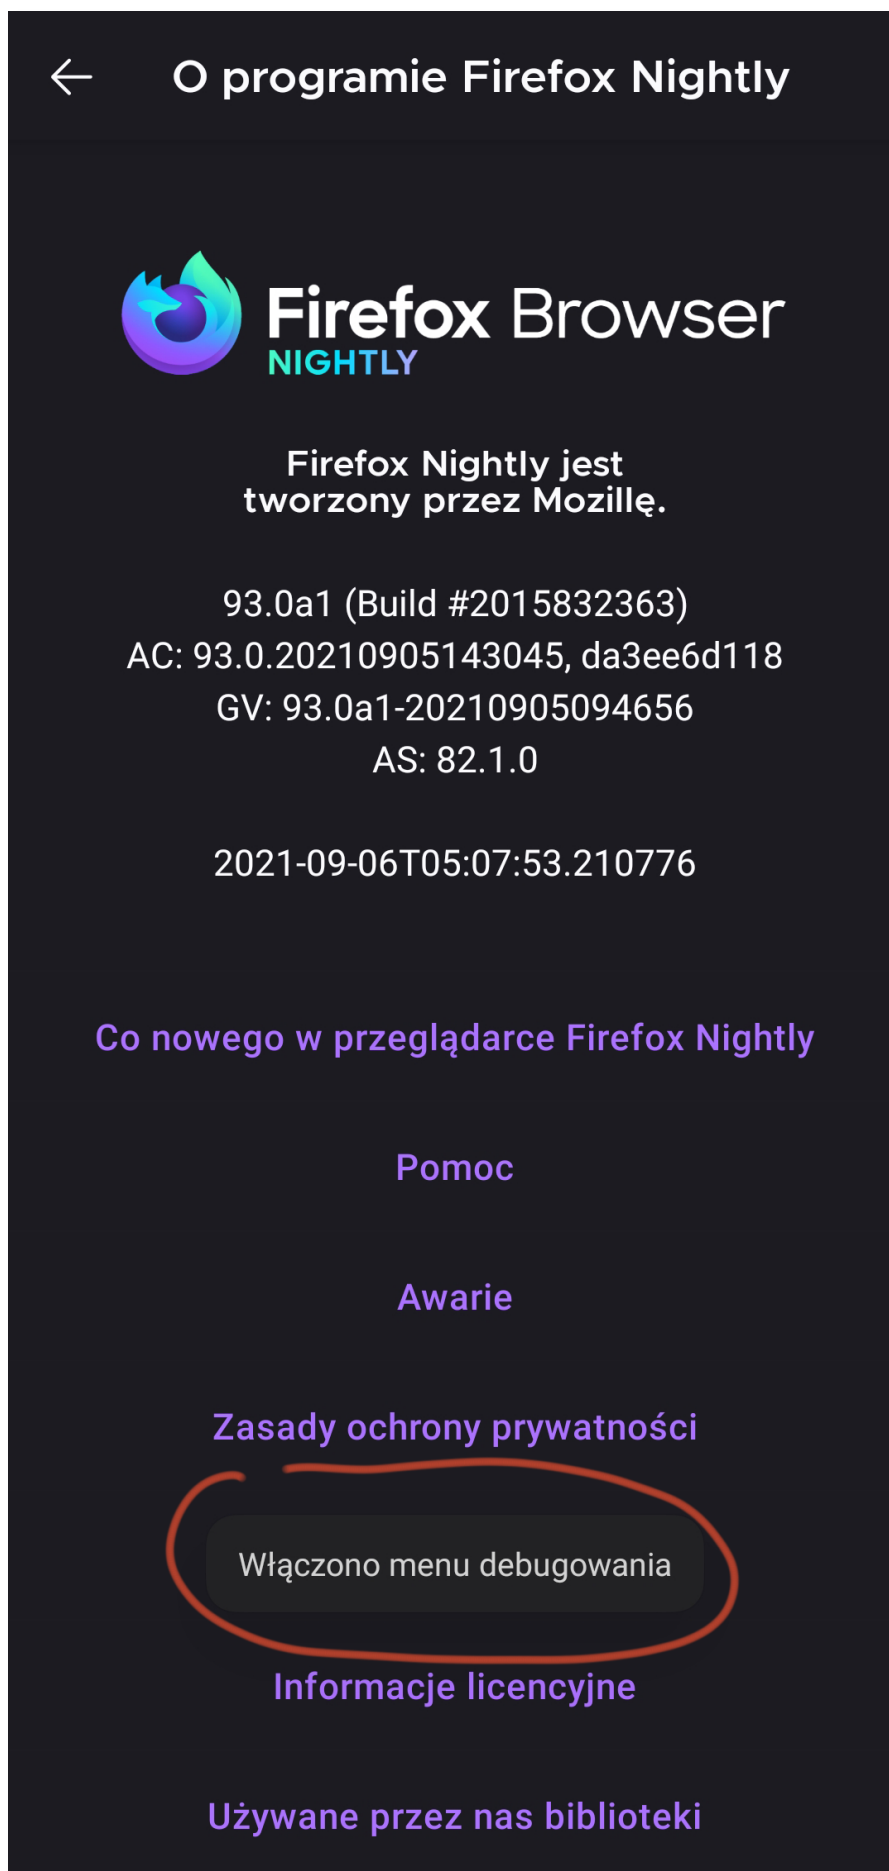 O programie Firefox Nightly
Firefox Browser
NIGHTLY
Firefox Nightly jest
tworzony przez Mozillę.
93.0a1 (Build #2015832363)
AC: 93.0.20210905143045, da3ee6d118
GV: 93.0a1-20210905094656
AS: 82.1.0
2021-09-06T05:07:53.210776
Co nowego w przeglądarce Firefox Nightly
Pomoc
Awarie
Zasady ochrony prywatności
Włączono menu debugowania
Informacje licencyjne
Używane przez nas biblioteki